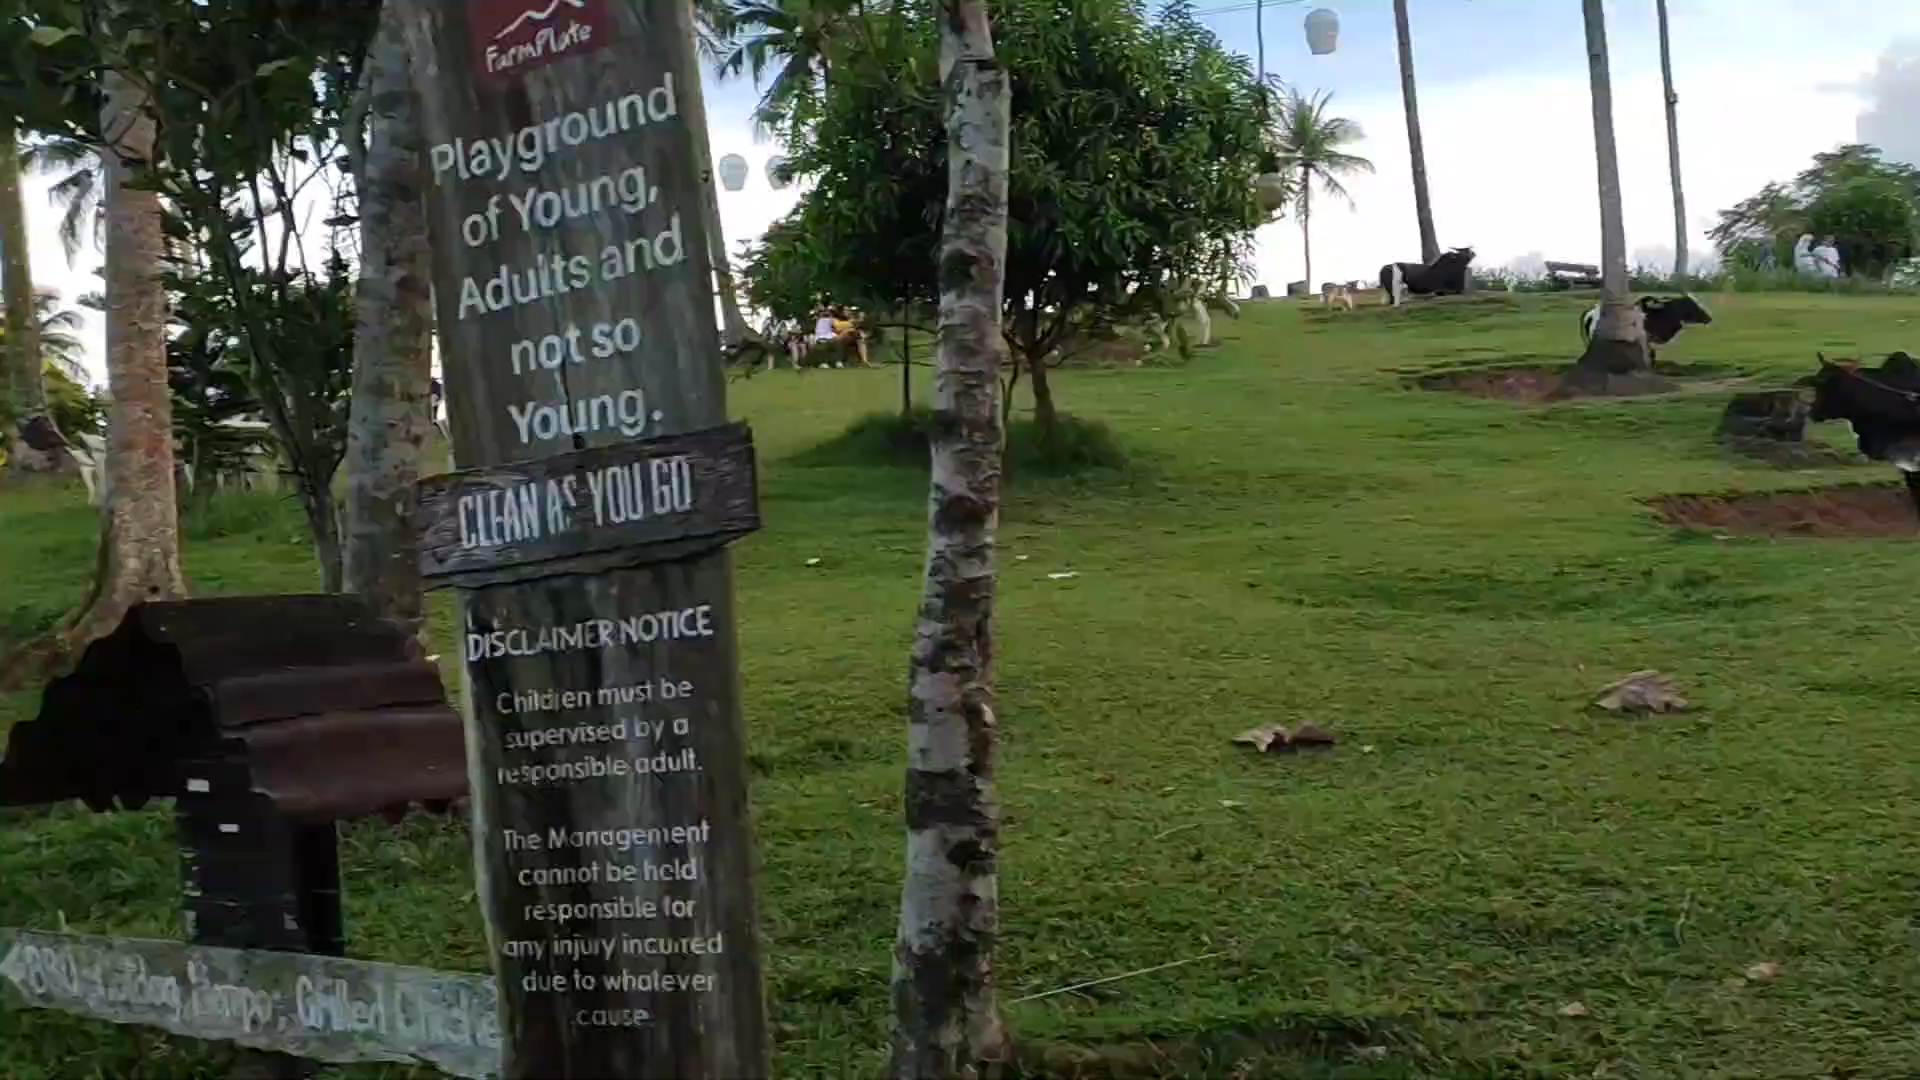 FarmPlate
Playground
of Young,
Adults and
not so
Young.
CLEAN AS YOU GO
DISCLAIMER NOTICE
Children must be
supervised by a
responsible adult.
The Management
cannot be held
responsible for
any injury incurred
due to whatever
cause
BBQ Grilled